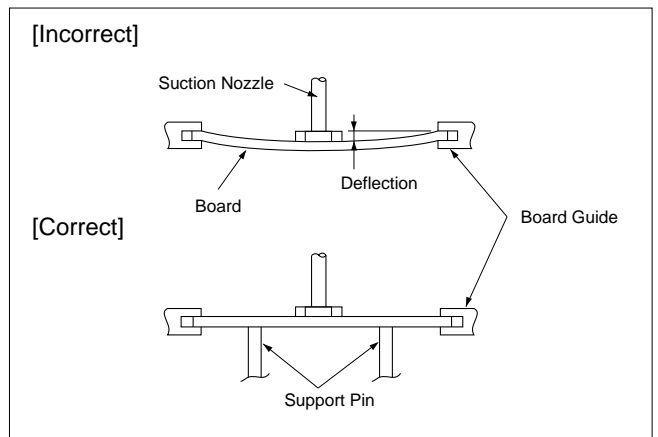 [Incorrect]
Suction Nozzle
Deflection
Board
[Correct]
Board Guide
Support Pin